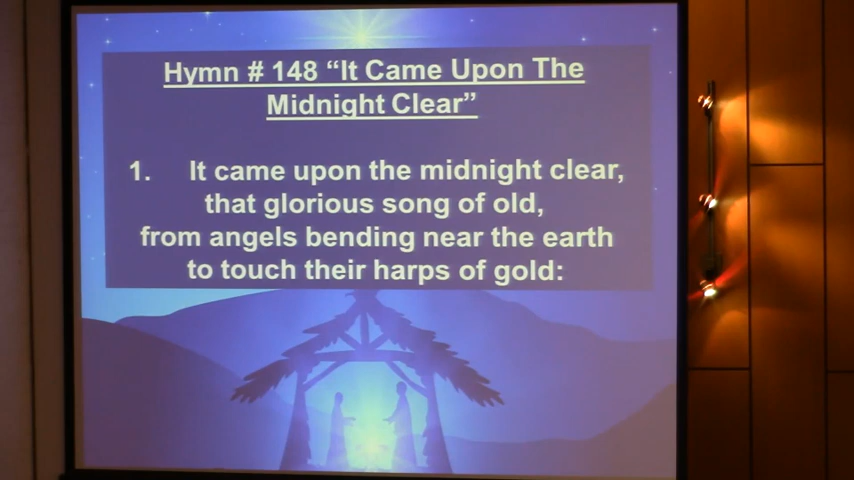 Hymn # 148 “It Came Upon The
Midnight Clear”
1. It came upon the midnight clear,
that glorious song of old,
from angels bending near the earth
to touch their harps of gold: